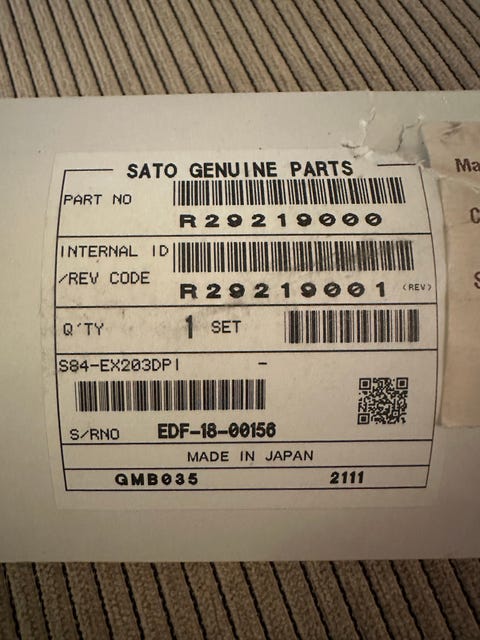 SATO GENUINE PARTS
PART NO
R29219000
INTERNAL ID
/REV CODE
R29219001 (REV)
Q'TY 1 SET
S84-EX203DPI -
S/RNO EDF-18-00156
MADE IN JAPAN
GMB035 2111
Ma
C
S